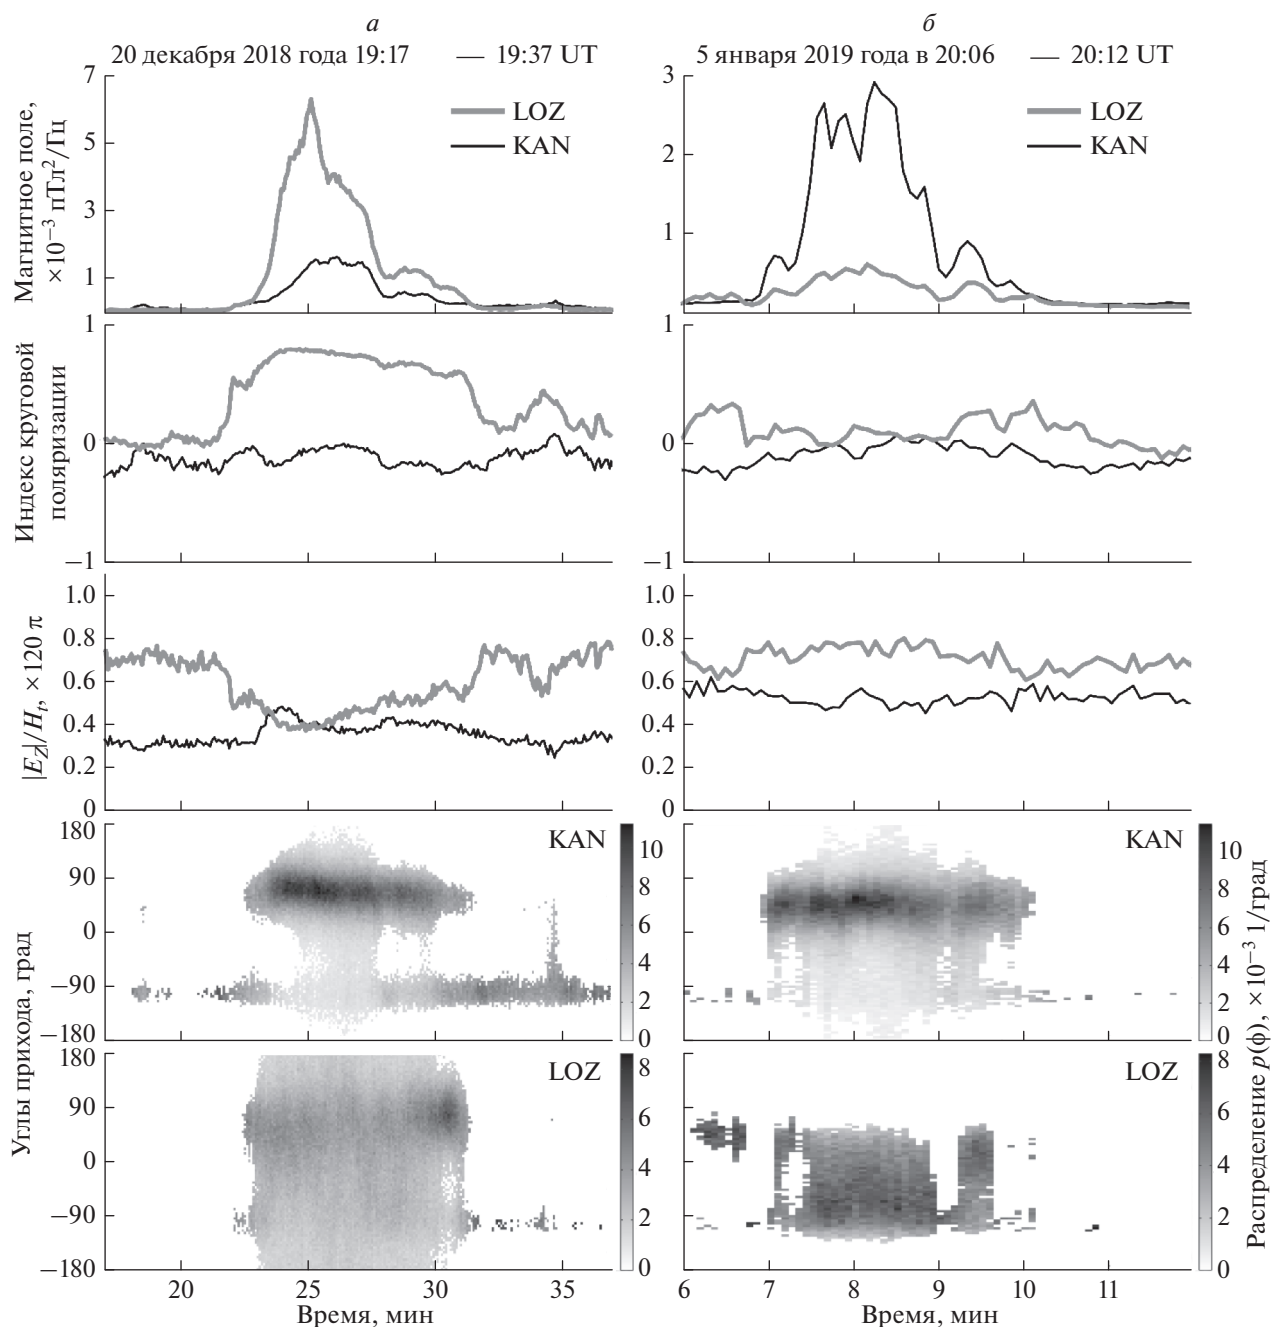 а
20 декабря 2018 года 19:17 — 19:37 UT
Магнитное поле,
×10⁻³ пТл²/Гц
7
5
3
1
LOZ
KAN
Индекс круговой
поляризации
1
0
−1
|E_Z|/H_t, ×120 π
1.0
0.8
0.6
0.4
0.2
0
Углы прихода, град
KAN
180
90
0
−90
−180
10
8
6
4
2
0
LOZ
180
90
0
−90
−180
8
6
4
2
0
20 25 30 35
Время, мин
б
5 января 2019 года в 20:06 — 20:12 UT
3
2
1
0
LOZ
KAN
1
0
−1
1.0
0.8
0.6
0.4
0.2
0
KAN
10
8
6
4
2
0
LOZ
8
6
4
2
0
Распределение p(ϕ), ×10⁻³ 1/град
6 7 8 9 10 11
Время, мин